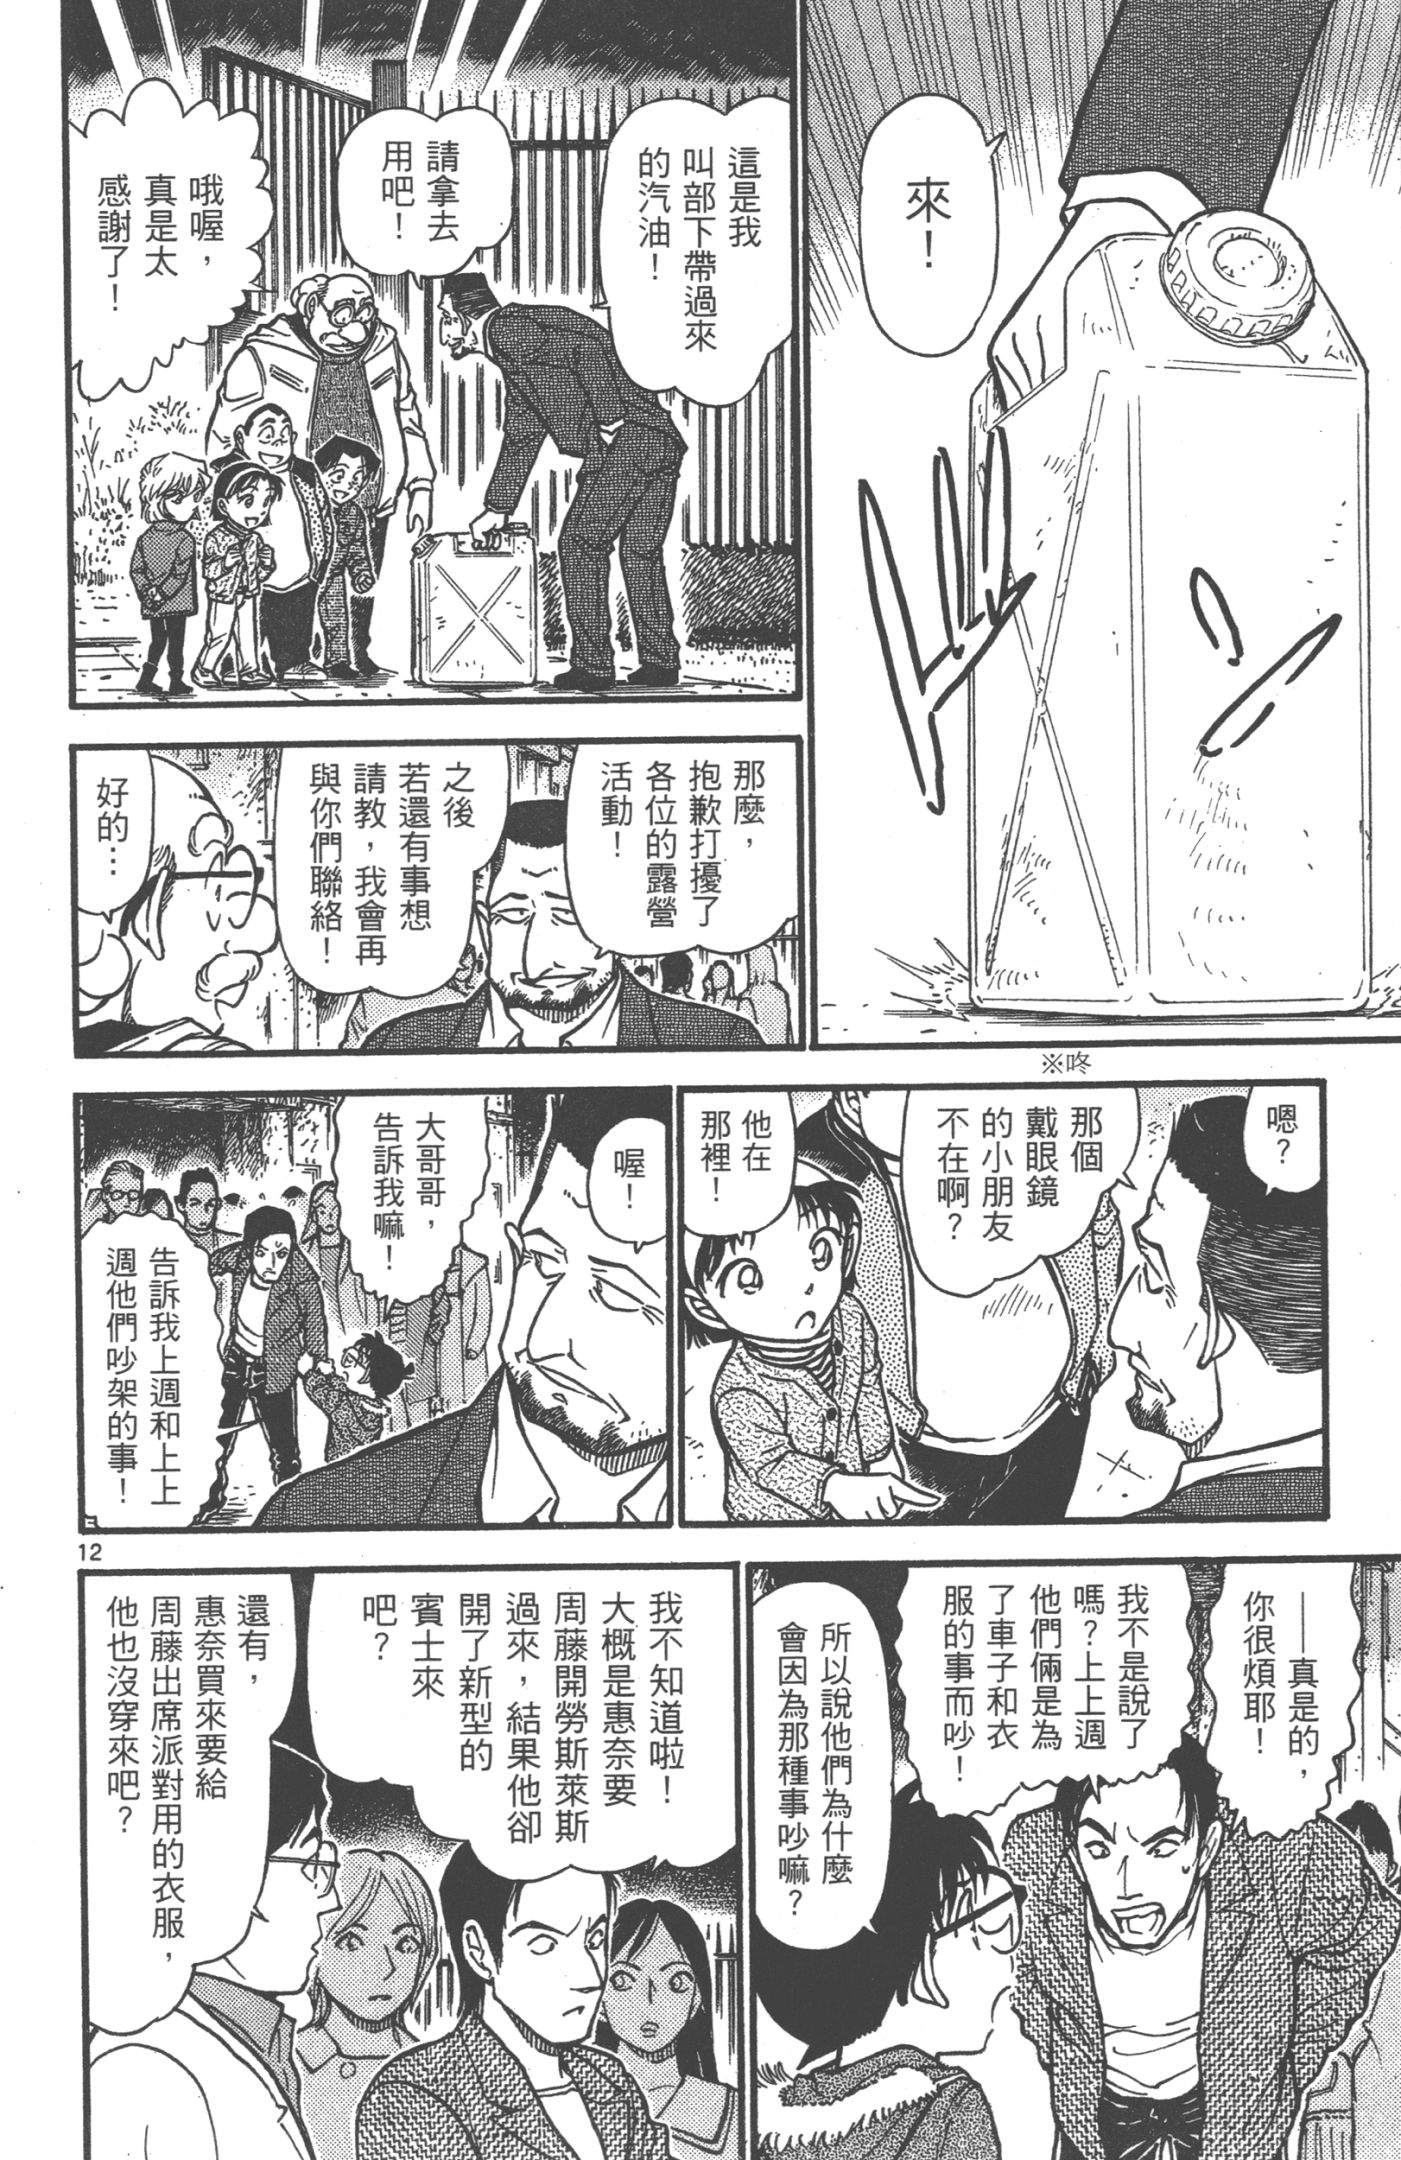 來！
※咚
這是我
叫部下帶過來
的汽油！
請拿去
用吧！
哦喔，
真是太
感謝了！
那麼，
抱歉打擾了
各位的露營
活動！
之後
若還有事想
請教，我會再
與你們聯絡！
好的…
嗯？
那個
戴眼鏡
的小朋友
不在啊？
他在
那裡！
喔！
大哥哥，
告訴我嘛！
告訴我上週和上上
週他們吵架的事！
12
——真是的，
你很煩耶！
我不是說了
嗎？上上週
他們倆是為
了車子和衣
服的事而吵！
所以說他們為什麼
會因為那種事吵嘛？
我不知道啦！
大概是惠奈要
周藤開勞斯萊斯
過來，結果他卻
開了新型的
賓士來
吧？
還有，
惠奈買來要給
周藤出席派對用的衣服，
他也沒穿來吧？